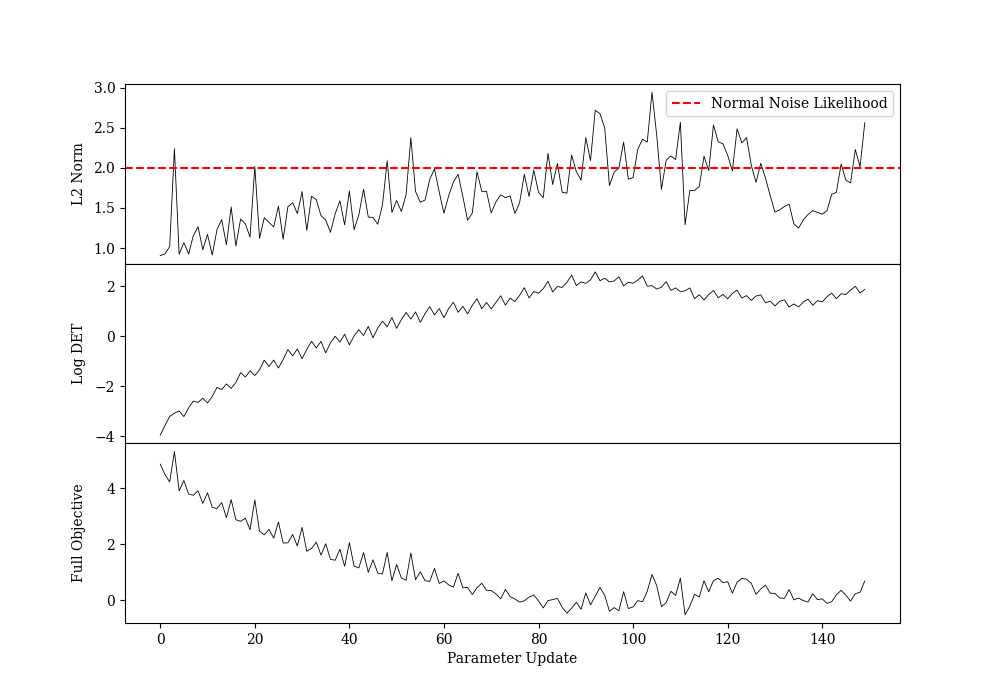 3.0
2.5
2.0
1.5
1.0
L2 Norm
Normal Noise Likelihood
2
0
−2
−4
Log DET
4
2
0
Full Objective
0 20 40 60 80 100 120 140
Parameter Update